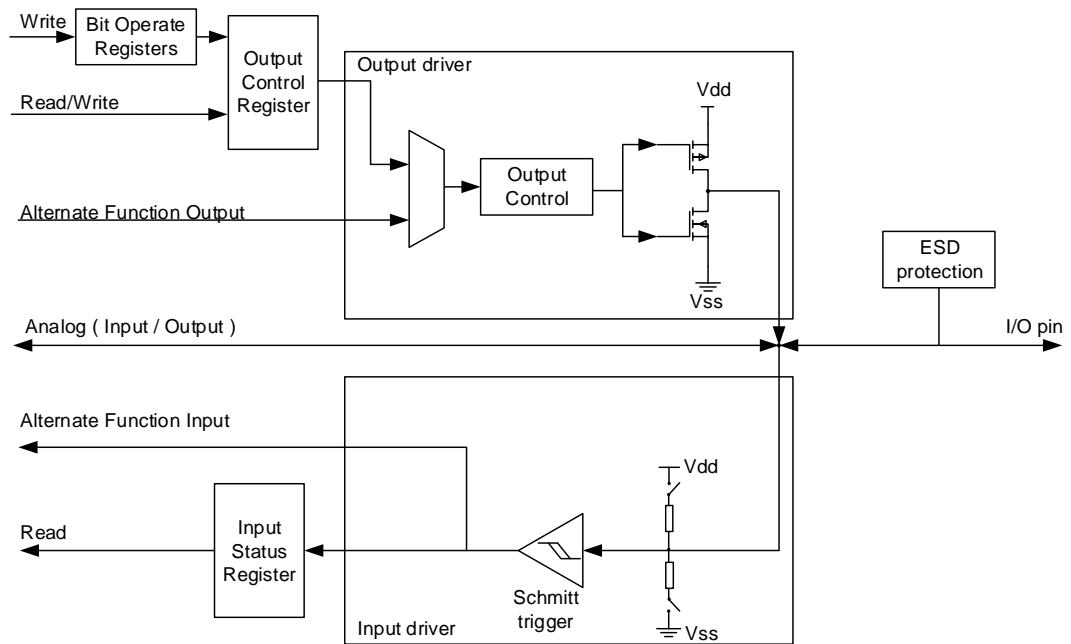 Write
Bit Operate
Registers
Output
Control
Register
Read/Write
Alternate Function Output
Output driver
Vdd
Output
Control
Vss
ESD
protection
Analog ( Input / Output )
I/O pin
Alternate Function Input
Read
Input
Status
Register
Vdd
Schmitt
trigger
Vss
Input driver